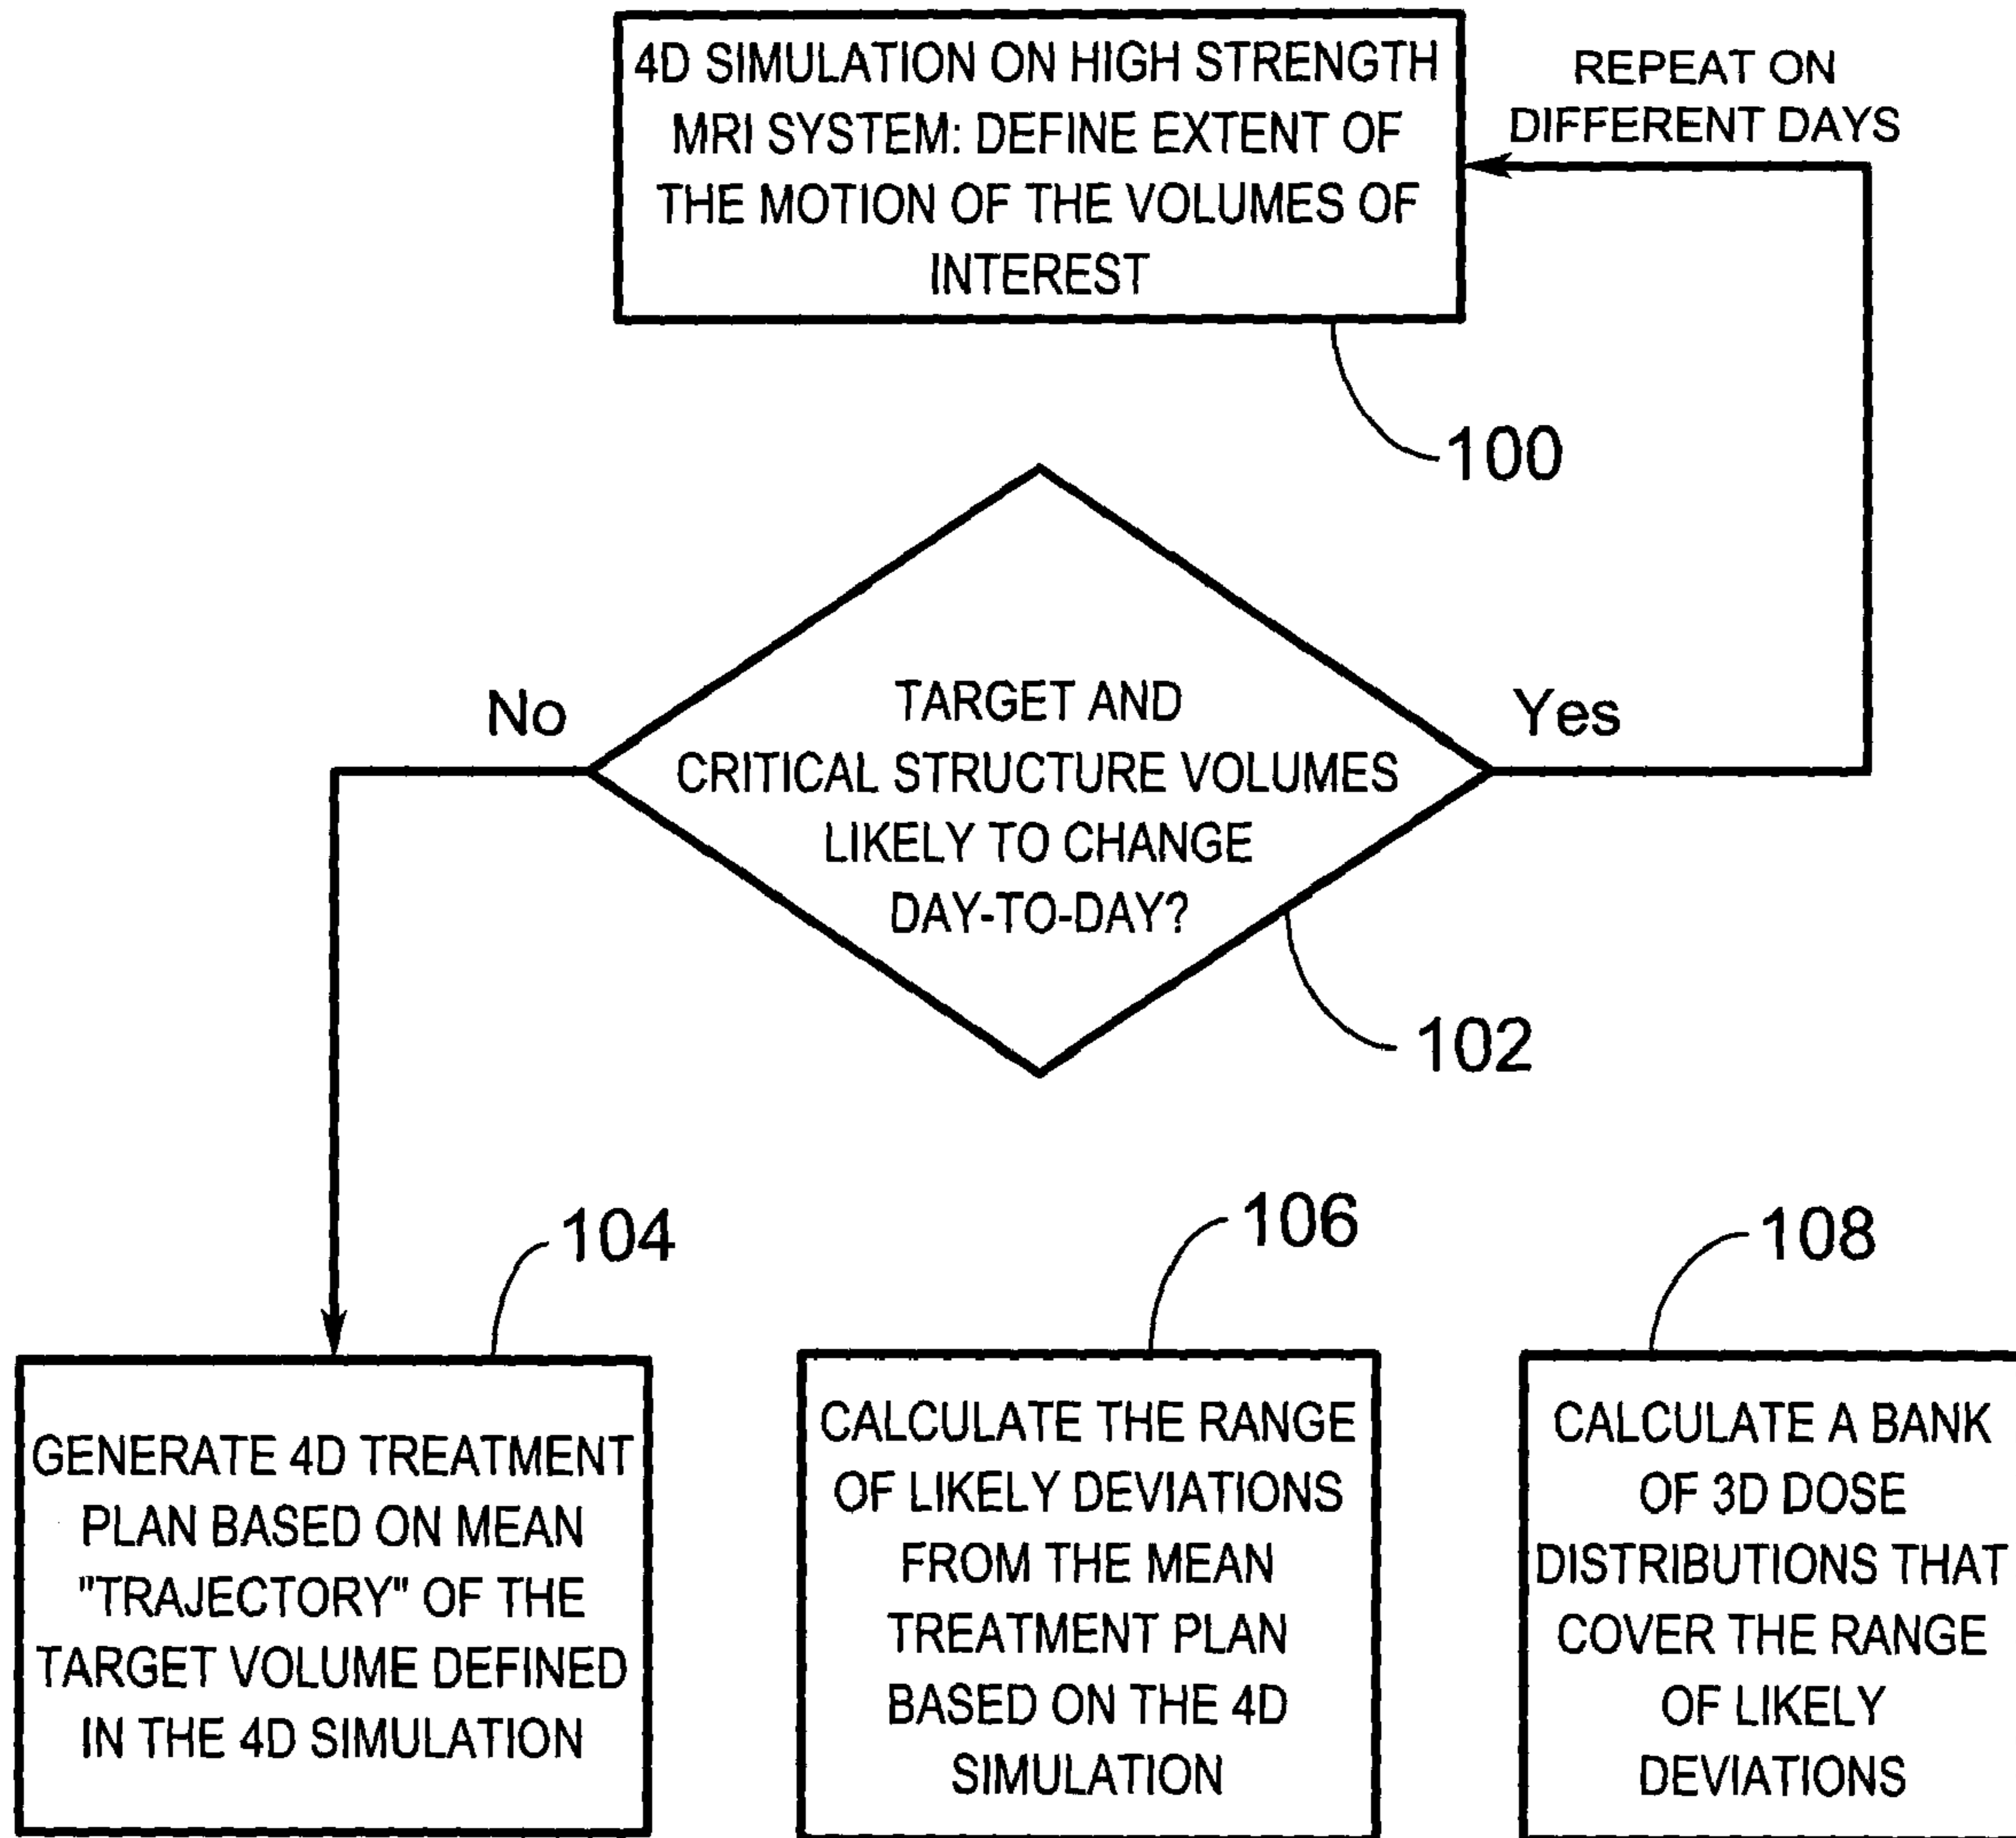 4D SIMULATION ON HIGH STRENGTH
MRI SYSTEM: DEFINE EXTENT OF
THE MOTION OF THE VOLUMES OF
INTEREST
REPEAT ON
DIFFERENT DAYS
100
TARGET AND
CRITICAL STRUCTURE VOLUMES
LIKELY TO CHANGE
DAY-TO-DAY?
No
Yes
102
104
GENERATE 4D TREATMENT
PLAN BASED ON MEAN
"TRAJECTORY" OF THE
TARGET VOLUME DEFINED
IN THE 4D SIMULATION
106
CALCULATE THE RANGE
OF LIKELY DEVIATIONS
FROM THE MEAN
TREATMENT PLAN
BASED ON THE 4D
SIMULATION
108
CALCULATE A BANK
OF 3D DOSE
DISTRIBUTIONS THAT
COVER THE RANGE
OF LIKELY
DEVIATIONS